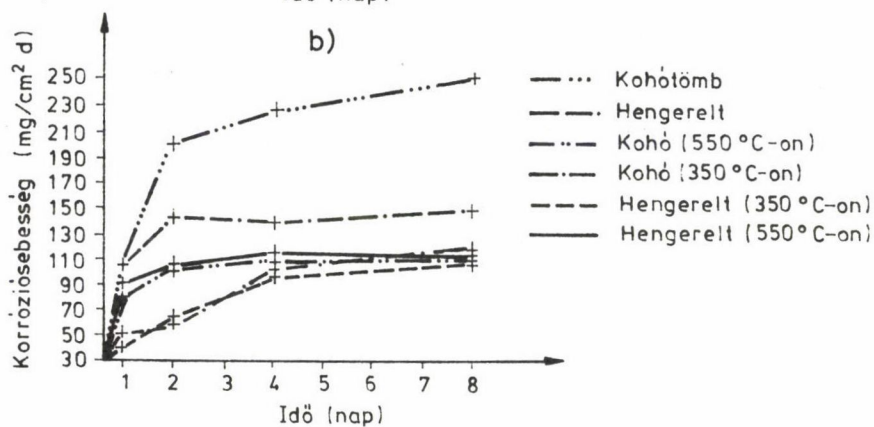 b)
Korróziósebesség (mg/cm² d)
250
230
210
190
170
150
130
110
90
70
50
30
1 2 3 4 5 6 7 8
Idő (nap)
Kohótömb
Hengerelt
Kohó (550 °C-on)
Kohó (350 °C-on)
Hengerelt (350 °C-on)
Hengerelt (550 °C-on)